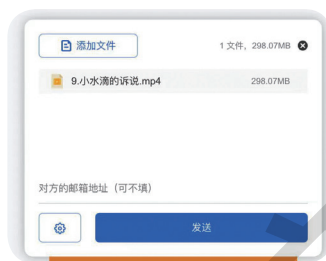 添加文件
1 文件，298.07MB
9.小水滴的诉说.mp4
298.07MB
对方的邮箱地址（可不填）
发送